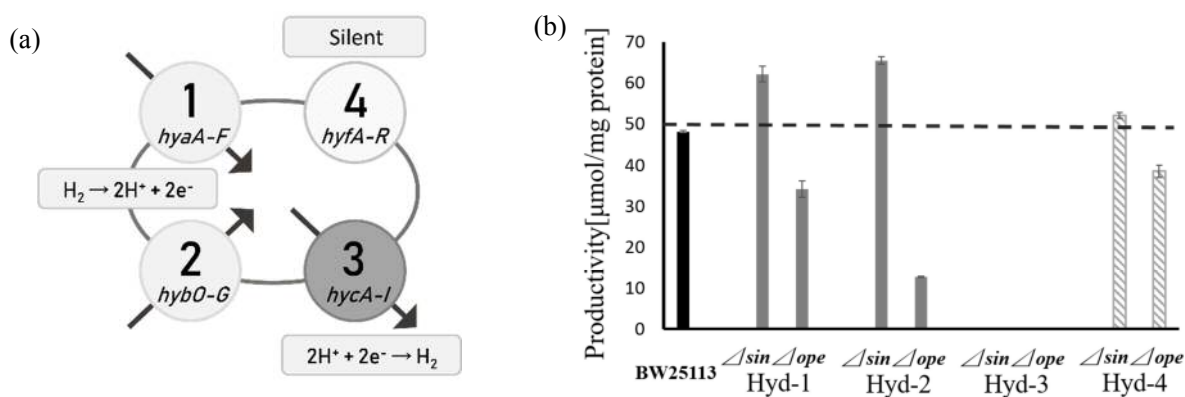 (a)
Silent
1
hyaA-F
4
hyfA-R
H₂ → 2H⁺ + 2e⁻
2
hybO-G
3
hycA-I
2H⁺ + 2e⁻ → H₂
(b)
Productivity[μmol/mg protein]
70
60
50
40
30
20
10
0
BW25113
⊿sin ⊿ope
Hyd-1
⊿sin ⊿ope
Hyd-2
⊿sin ⊿ope
Hyd-3
⊿sin ⊿ope
Hyd-4